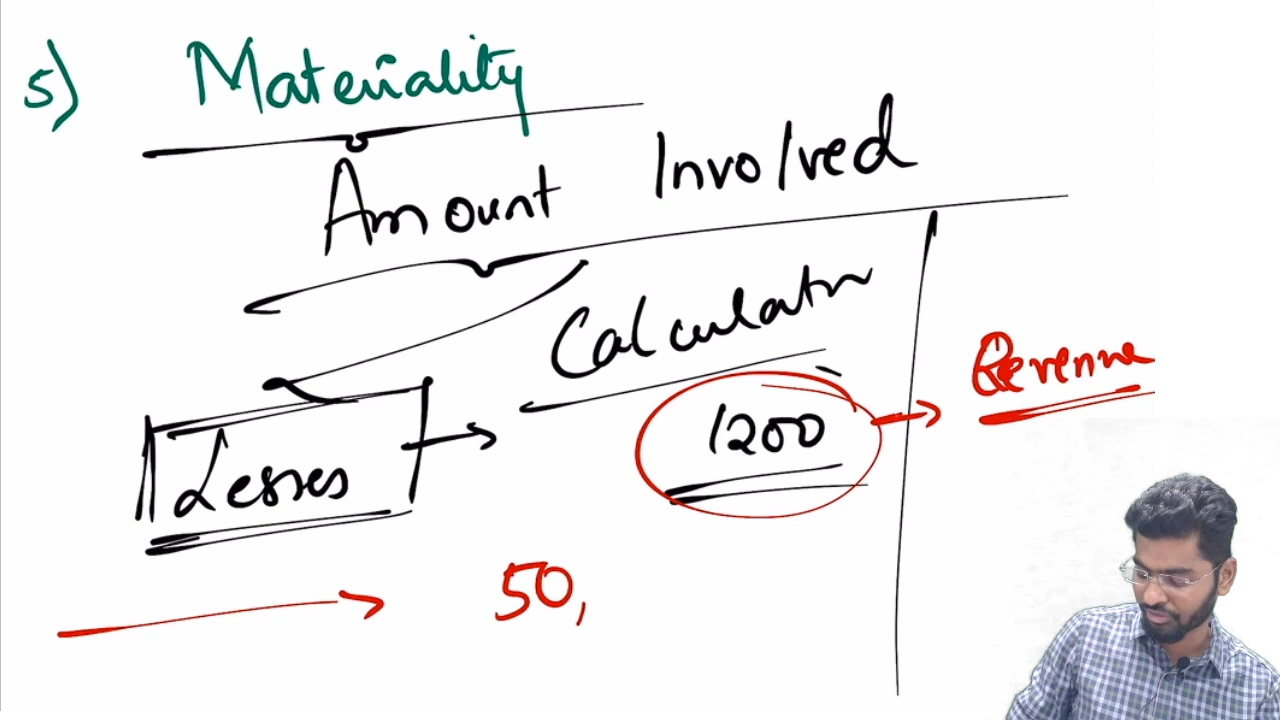 5) Materiality
Amount Involved
Calculatn
1200 → Revenue
Lesses →
→ 50,